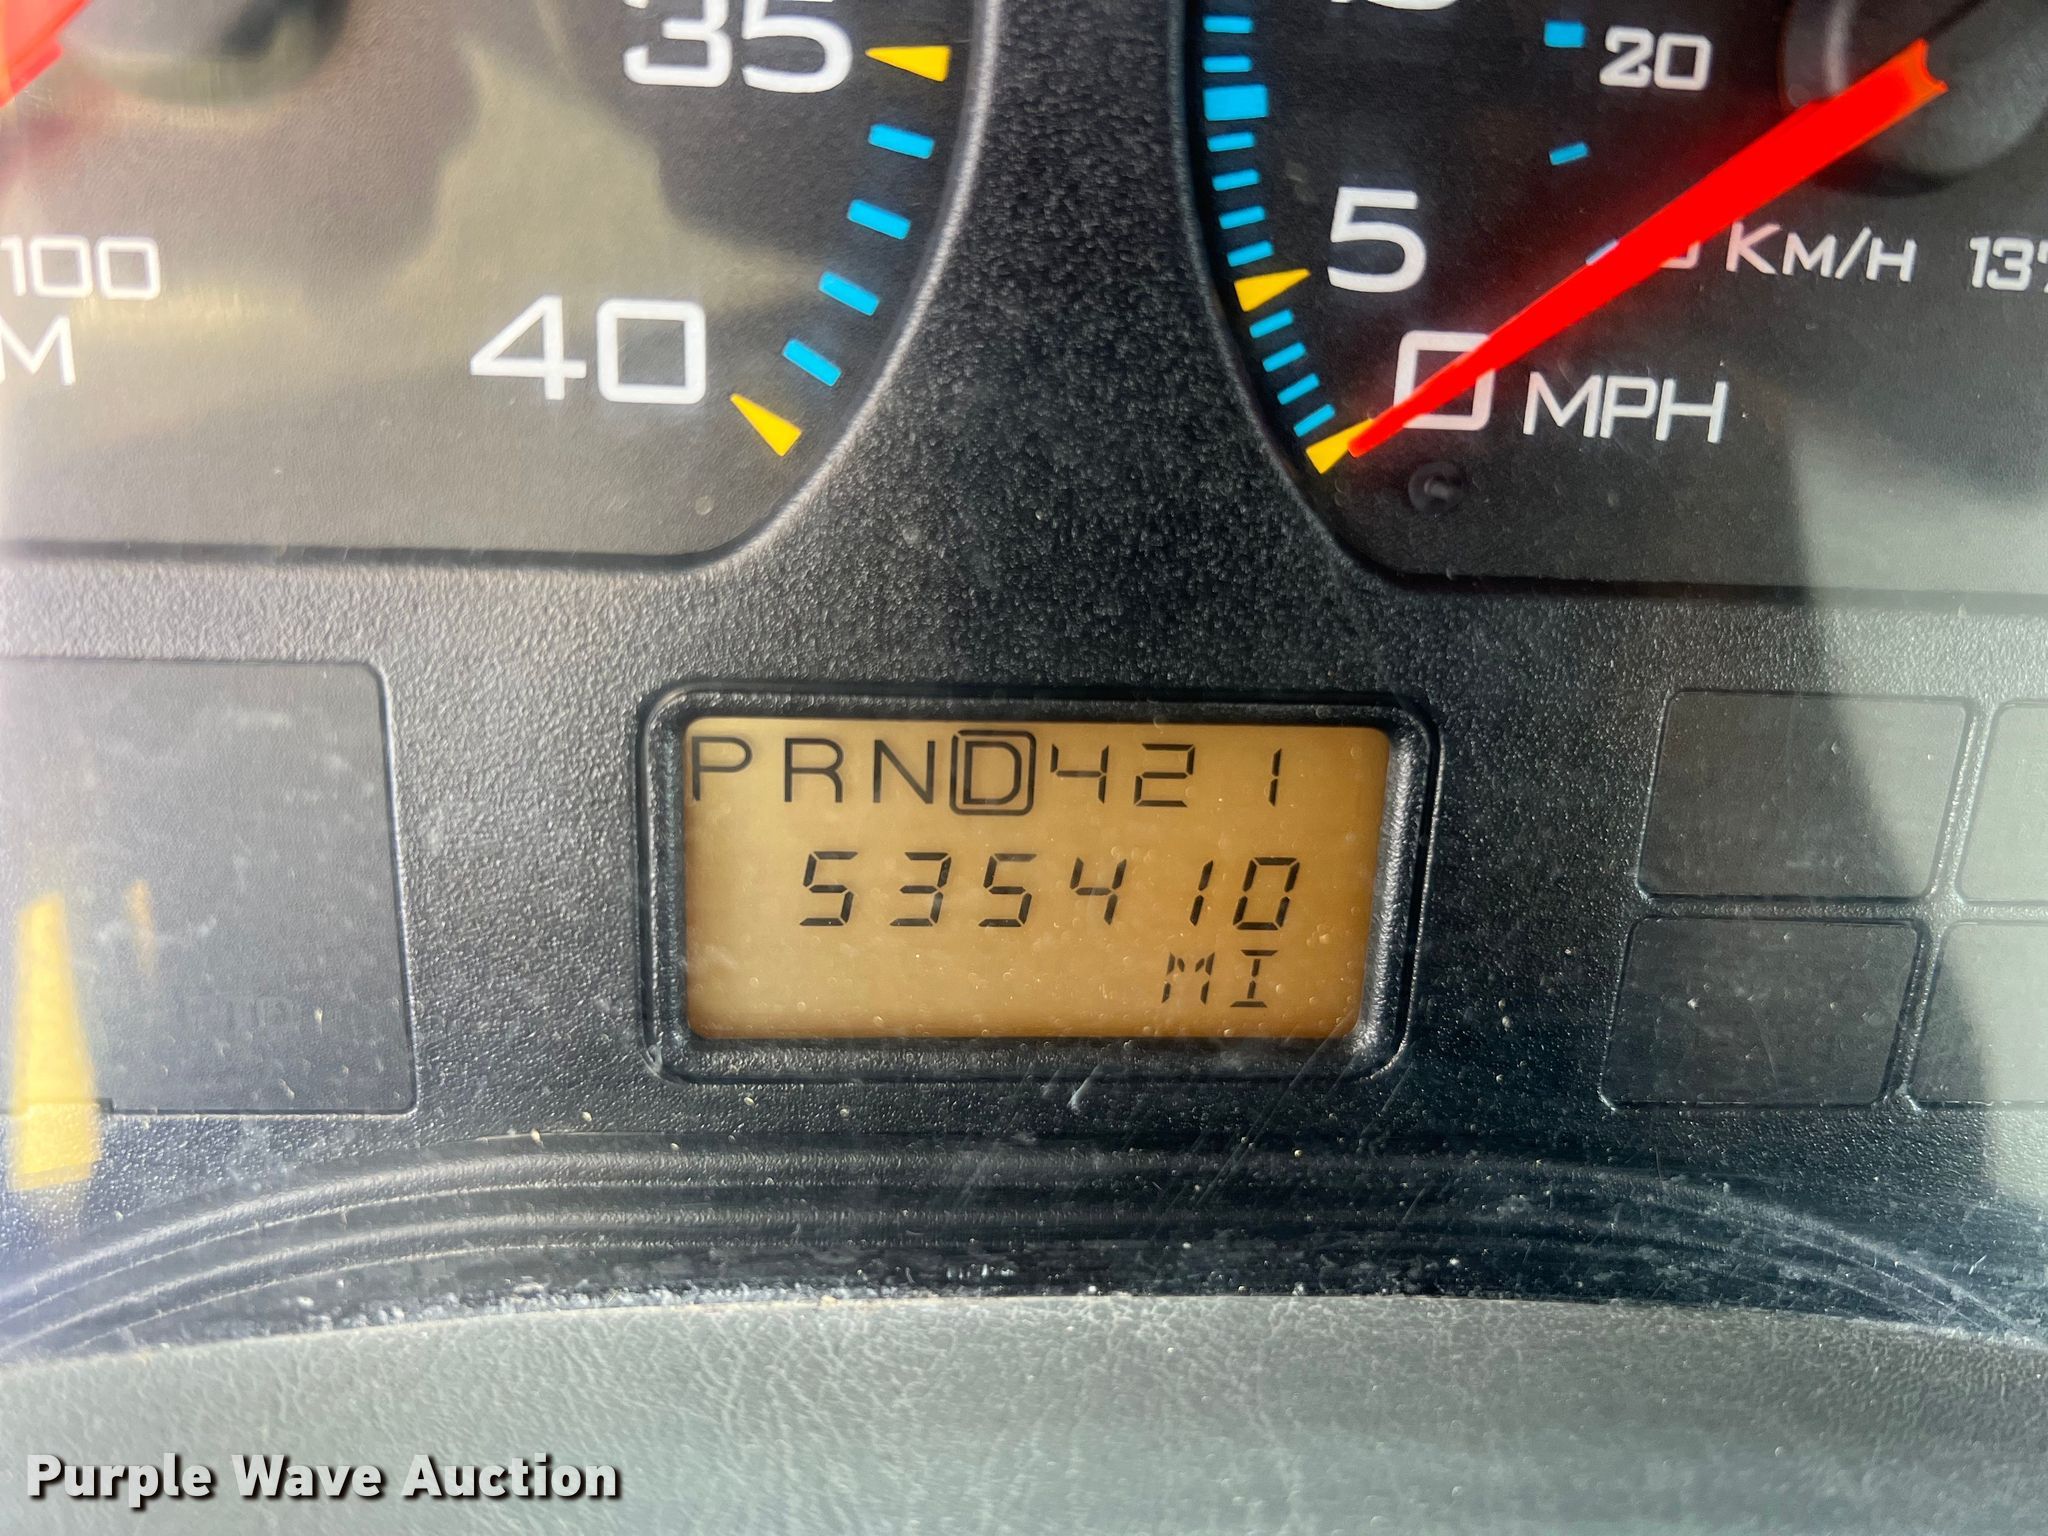 35
20
5
100
KM/H
40
0 MPH
PRND421
535410
MI
Purple Wave Auction